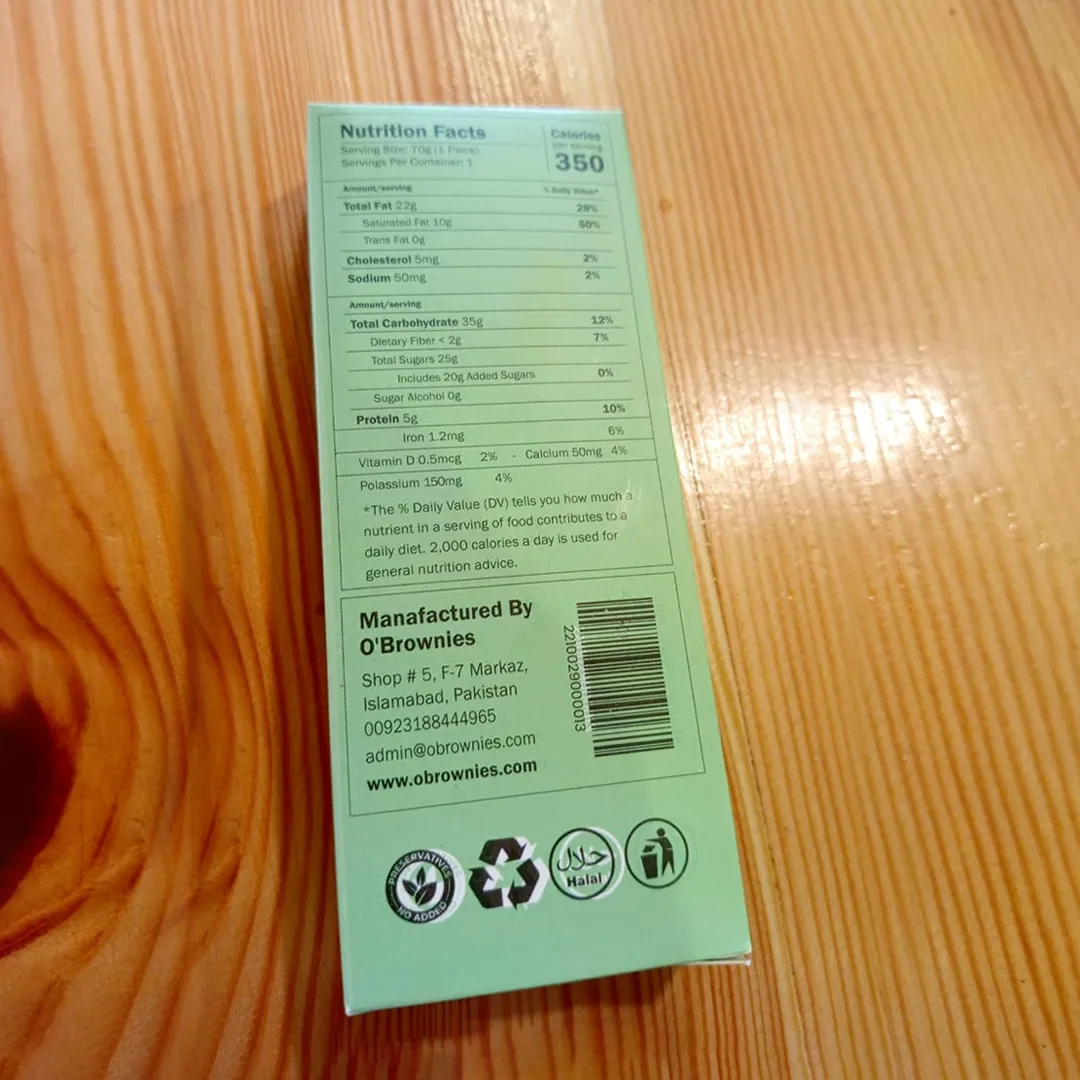 Nutrition Facts
Serving Size: 70g (1 Piece)
Servings Per Container: 1
Calories
per serving
350
Amount/serving % Daily Value*
Total Fat 22g 28%
Saturated Fat 10g 50%
Trans Fat 0g
Cholesterol 5mg 2%
Sodium 50mg 2%
Amount/serving
Total Carbohydrate 35g 12%
Dietary Fiber < 2g 7%
Total Sugars 25g
Includes 20g Added Sugars 0%
Sugar Alcohol 0g
Protein 5g 10%
Iron 1.2mg 6%
Vitamin D 0.5mcg 2% - Calcium 50mg 4%
Polassium 150mg 4%
*The % Daily Value (DV) tells you how much a
nutrient in a serving of food contributes to a
daily diet. 2,000 calories a day is used for
general nutrition advice.
Manafactured By
O'Brownies
Shop # 5, F-7 Markaz,
Islamabad, Pakistan
00923188444965
admin@obrownies.com
www.obrownies.com
2210029000013
PRESERVATIVES
NO ADDED
حلال
Halal